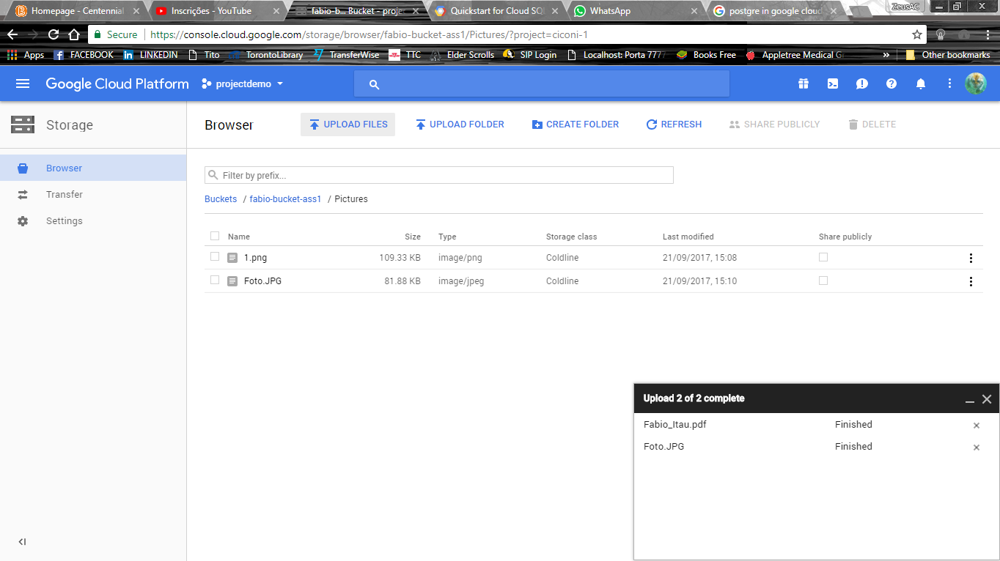 Homepage - Centennial Inscrições - YouTube fabio-b... Bucket - proje Quickstart for Cloud SQ WhatsApp postgre in google cloud ZeusAC
Secure https://console.cloud.google.com/storage/browser/fabio-bucket-ass1/Pictures/?project=ciconi-1
Apps FACEBOOK LINKEDIN Tito TorontoLibrary TransferWise TTC Elder Scrolls SIP Login Localhost: Porta 7777 Books Free Appletree Medical Gr » Other bookmarks
Google Cloud Platform projectdemo
Storage
Browser UPLOAD FILES UPLOAD FOLDER CREATE FOLDER REFRESH SHARE PUBLICLY DELETE
Browser
Transfer
Settings
Filter by prefix...
Buckets / fabio-bucket-ass1 / Pictures
Name Size Type Storage class Last modified Share publicly
1.png 109.33 KB image/png Coldline 21/09/2017, 15:08
Foto.JPG 81.88 KB image/jpeg Coldline 21/09/2017, 15:10
Upload 2 of 2 complete
Fabio_Itau.pdf Finished
Foto.JPG Finished